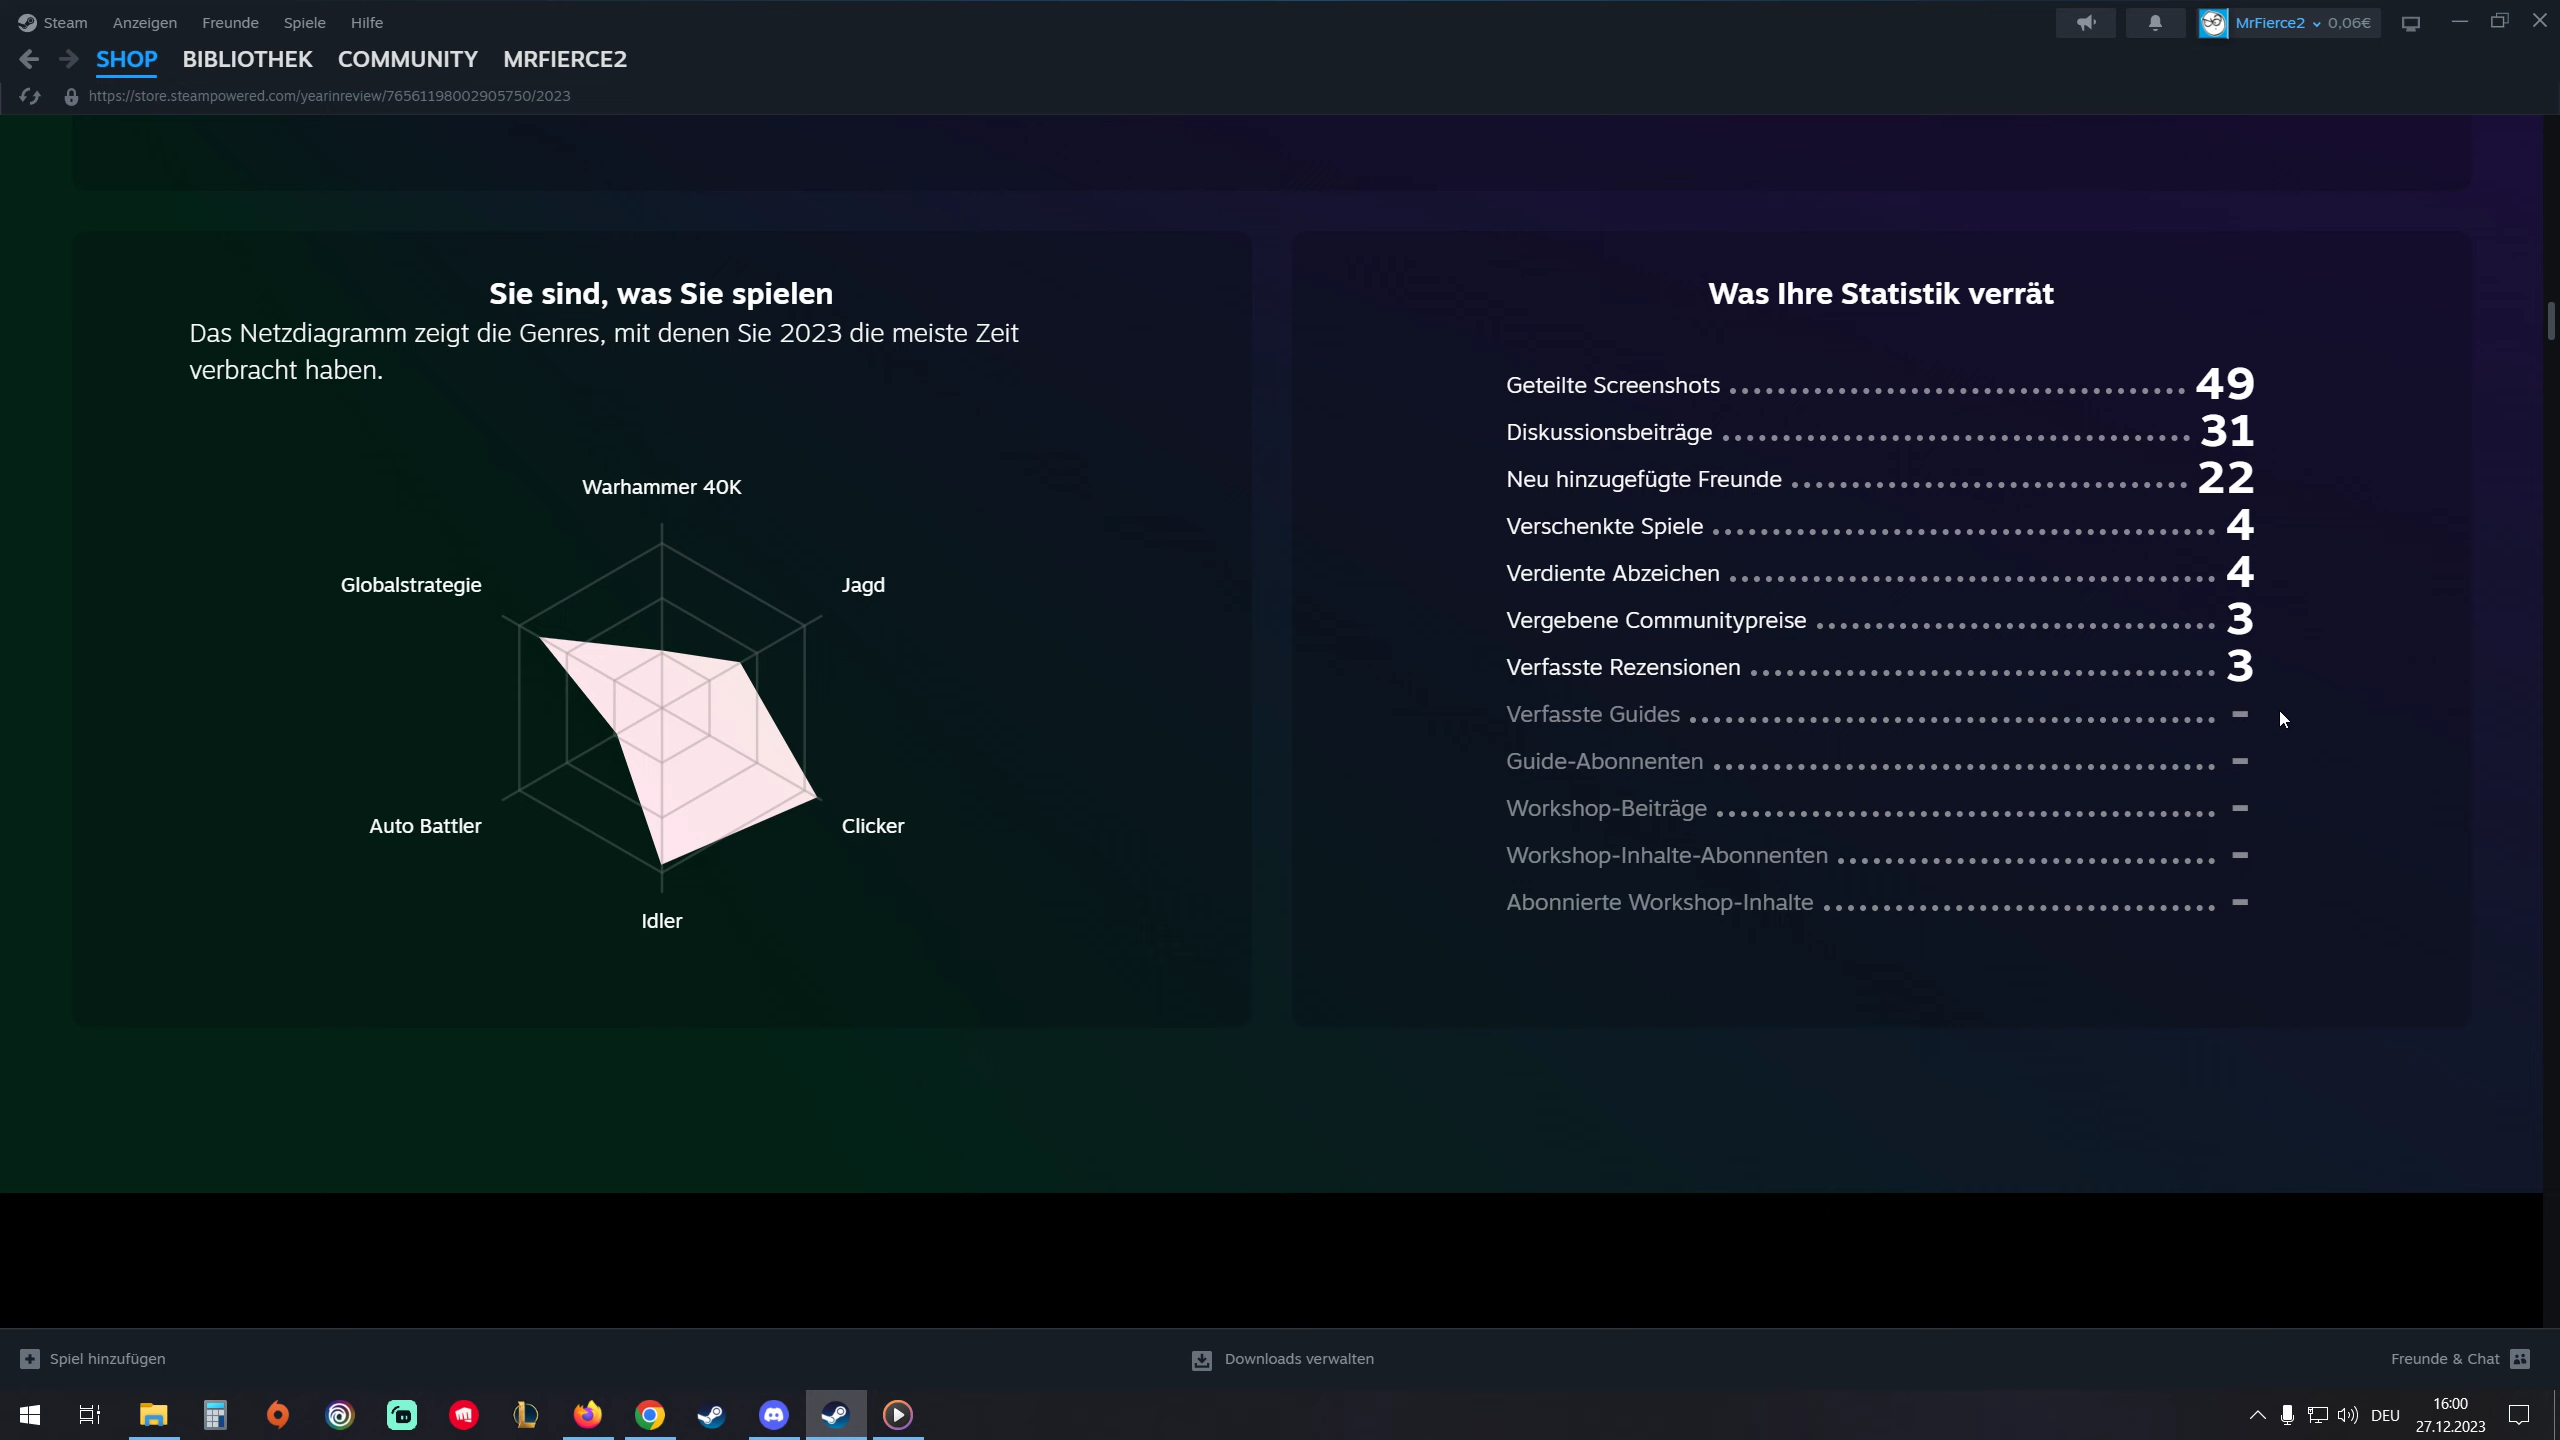 Steam Anzeigen Freunde Spiele Hilfe
MrFierce2 0,06€
SHOP BIBLIOTHEK COMMUNITY MRFIERCE2
https://store.steampowered.com/yearinreview/76561198002905750/2023
Sie sind, was Sie spielen
Das Netzdiagramm zeigt die Genres, mit denen Sie 2023 die meiste Zeit
verbracht haben.
Warhammer 40K
Globalstrategie
Jagd
Auto Battler
Clicker
Idler
Was Ihre Statistik verrät
Geteilte Screenshots 49
Diskussionsbeiträge 31
Neu hinzugefügte Freunde 22
Verschenkte Spiele 4
Verdiente Abzeichen 4
Vergebene Communitypreise 3
Verfasste Rezensionen 3
Verfasste Guides –
Guide-Abonnenten –
Workshop-Beiträge –
Workshop-Inhalte-Abonnenten –
Abonnierte Workshop-Inhalte –
Spiel hinzufügen
Downloads verwalten
Freunde & Chat
DEU
16:00
27.12.2023